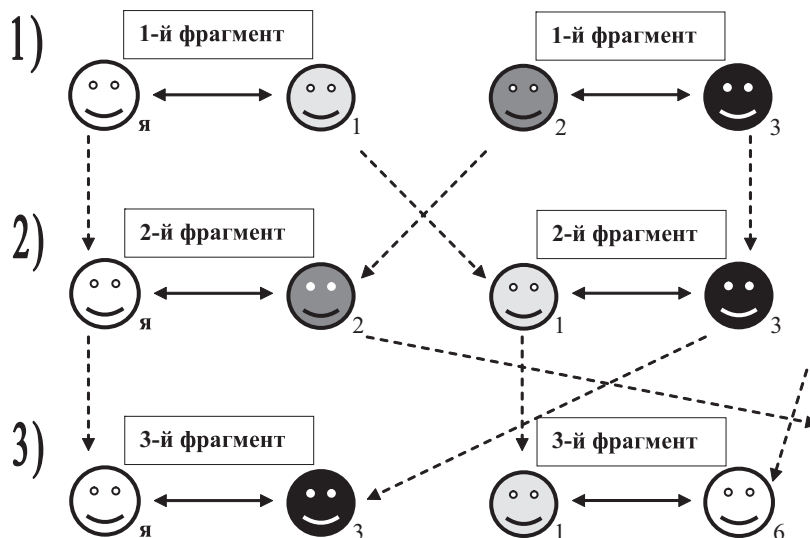 1)
1-й фрагмент
1-й фрагмент
я
1
2
3
2)
2-й фрагмент
2-й фрагмент
я
2
1
3
3)
3-й фрагмент
3-й фрагмент
я
3
1
6